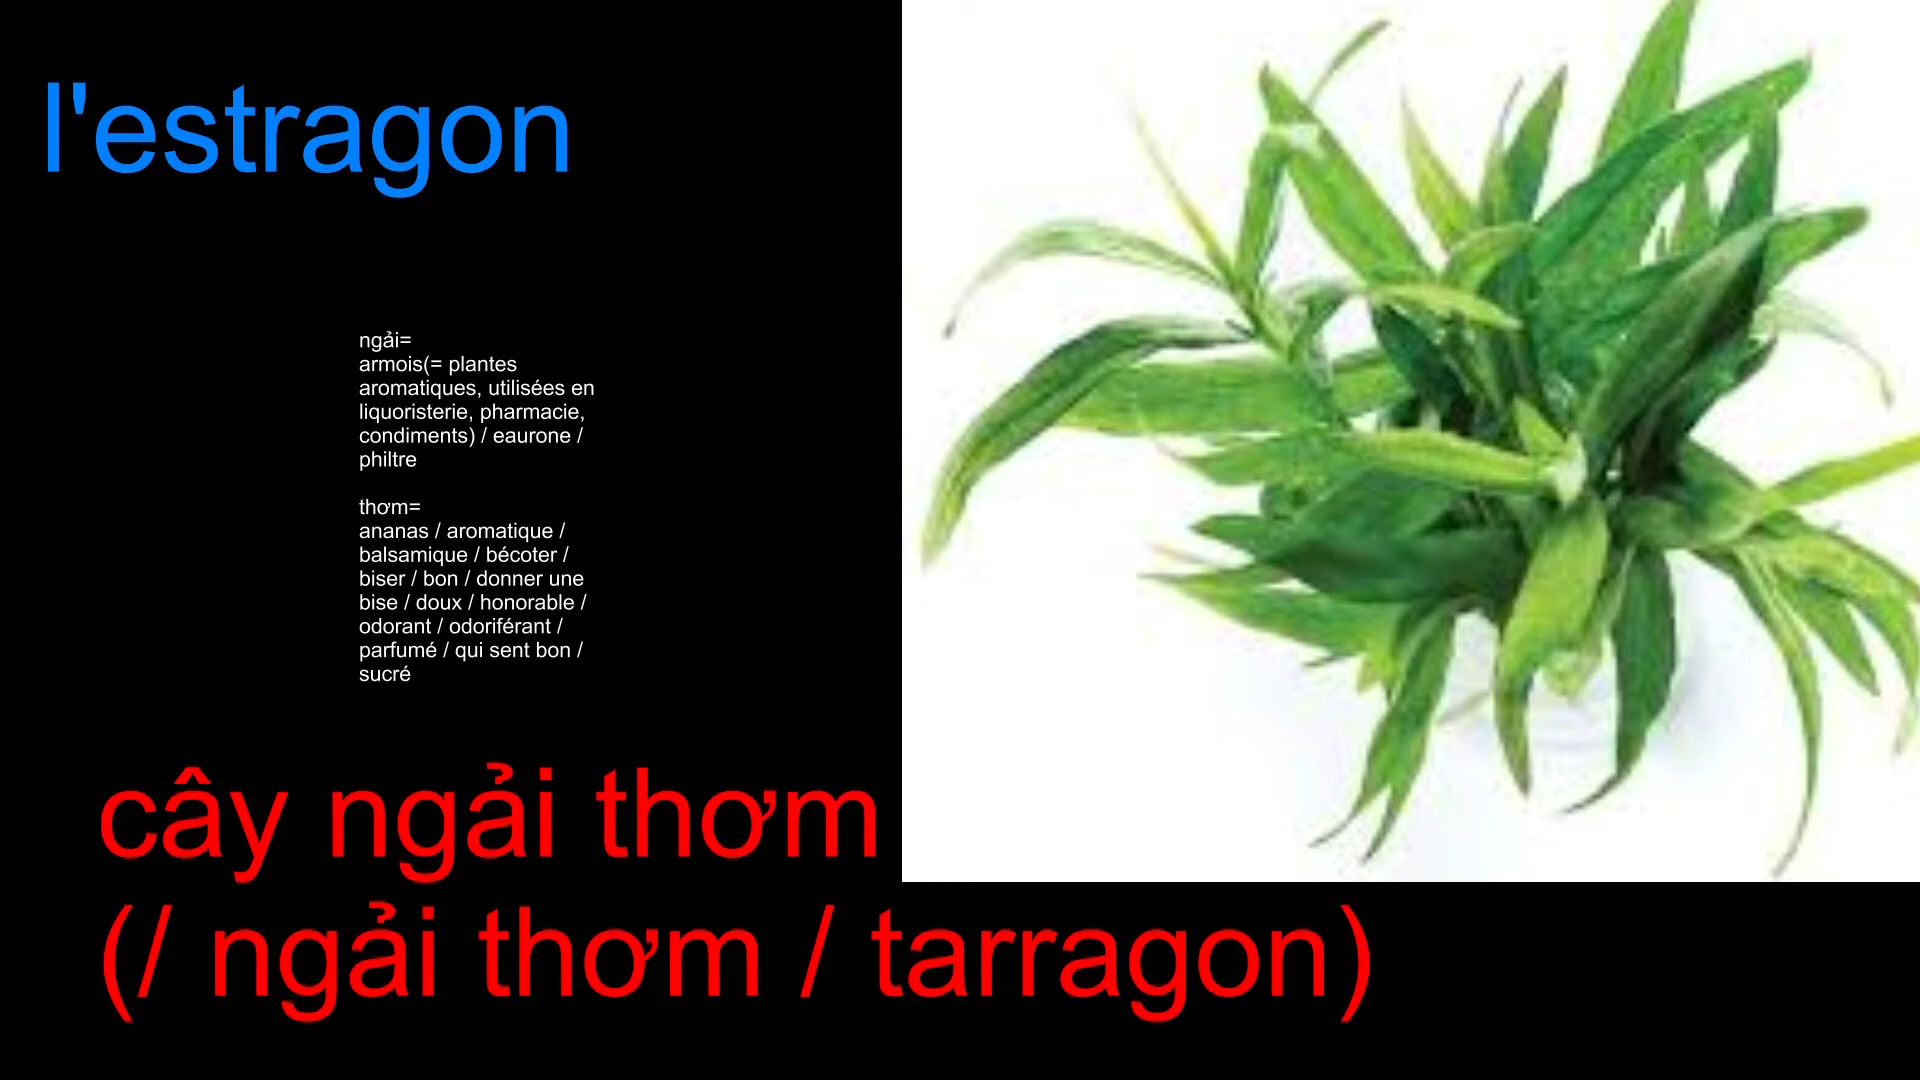 l'estragon
ngải=
armois(= plantes
aromatiques, utilisées en
liquoristerie, pharmacie,
condiments) / eaurone /
philtre
thơm=
ananas / aromatique /
balsamique / bécoter /
biser / bon / donner une
bise / doux / honorable /
odorant / odoriférant /
parfumé / qui sent bon /
sucré
cây ngải thơm
(/ ngải thơm / tarragon)